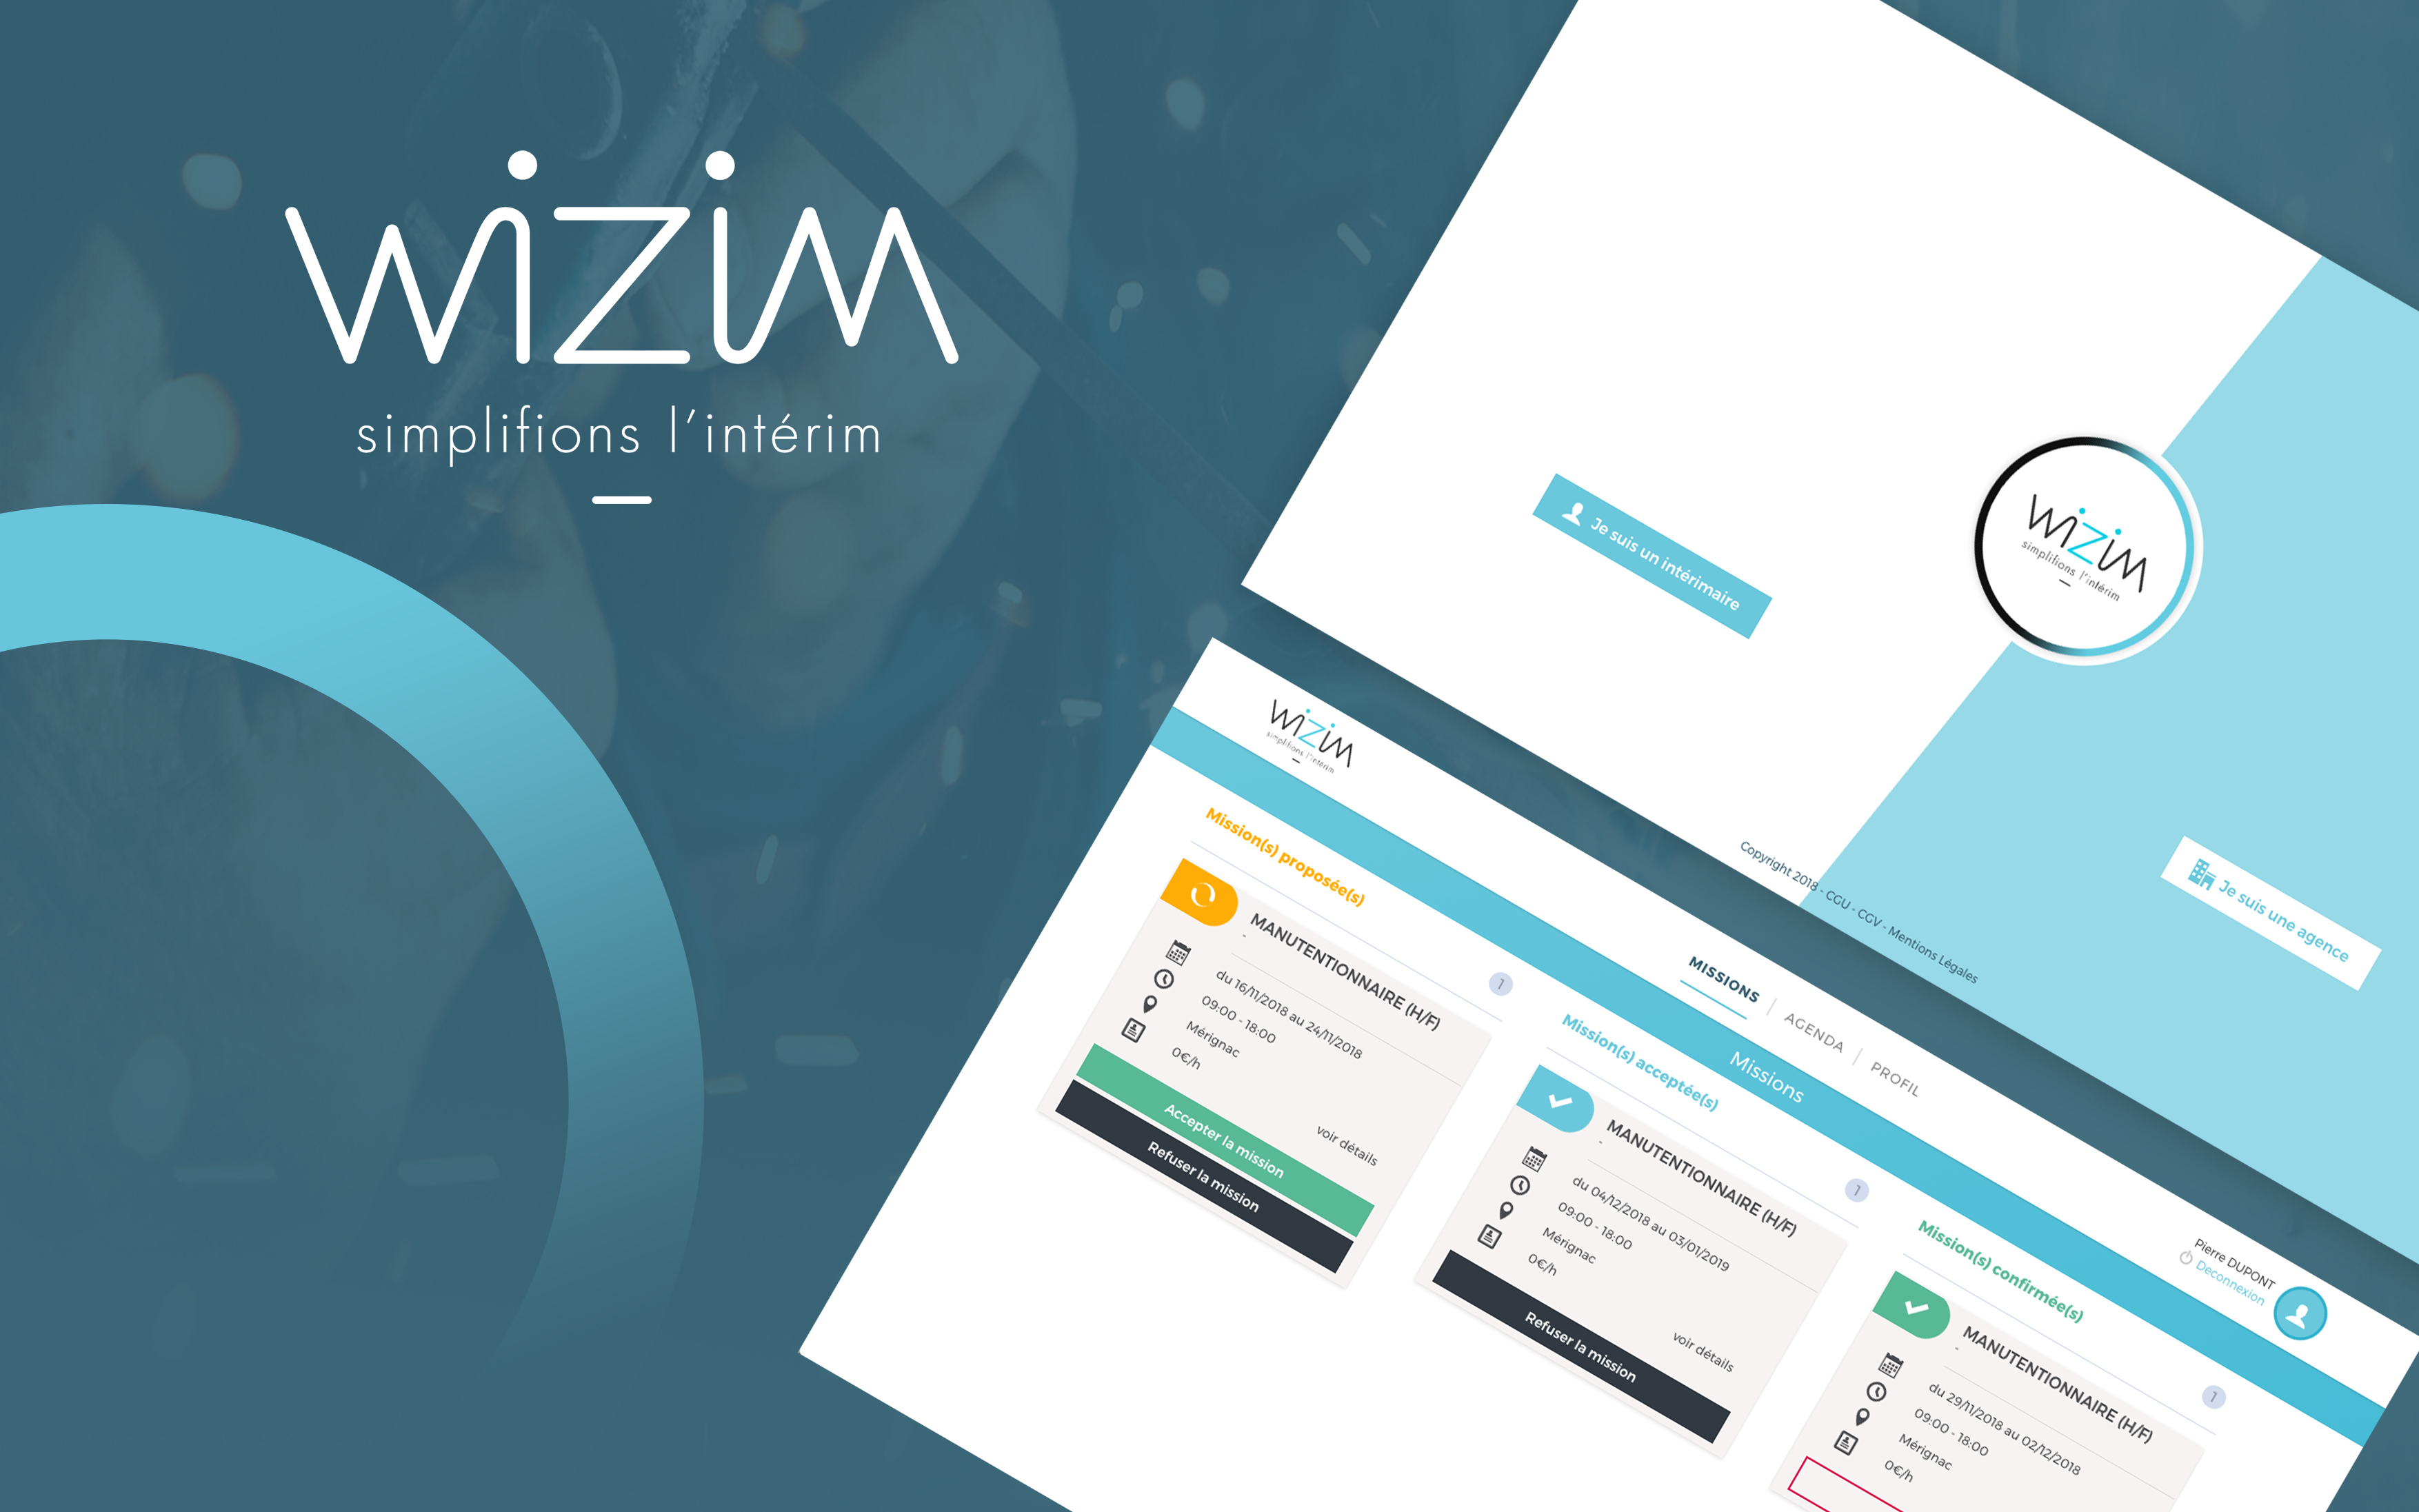 wizim
simplifions l'intérim
Je suis un intérimaire
wizim
simplifions l'intérim
Je suis une agence
Copyright 2018 - CGU - CGV - Mentions Légales
wizim
simplifions l'intérim
MISSIONS | AGENDA | PROFIL
Pierre DUPONT
Deconnexion
Missions
Mission(s) proposée(s)
1
MANUTENTIONNAIRE (H/F)
-
du 16/11/2018 au 24/11/2018
09:00 - 18:00
Mérignac
0€/h
voir détails
Accepter la mission
Refuser la mission
Mission(s) acceptée(s)
1
MANUTENTIONNAIRE (H/F)
-
du 04/12/2018 au 03/01/2019
09:00 - 18:00
Mérignac
0€/h
voir détails
Refuser la mission
Mission(s) confirmée(s)
1
MANUTENTIONNAIRE (H/F)
-
du 29/11/2018 au 02/12/2018
09:00 - 18:00
Mérignac
0€/h